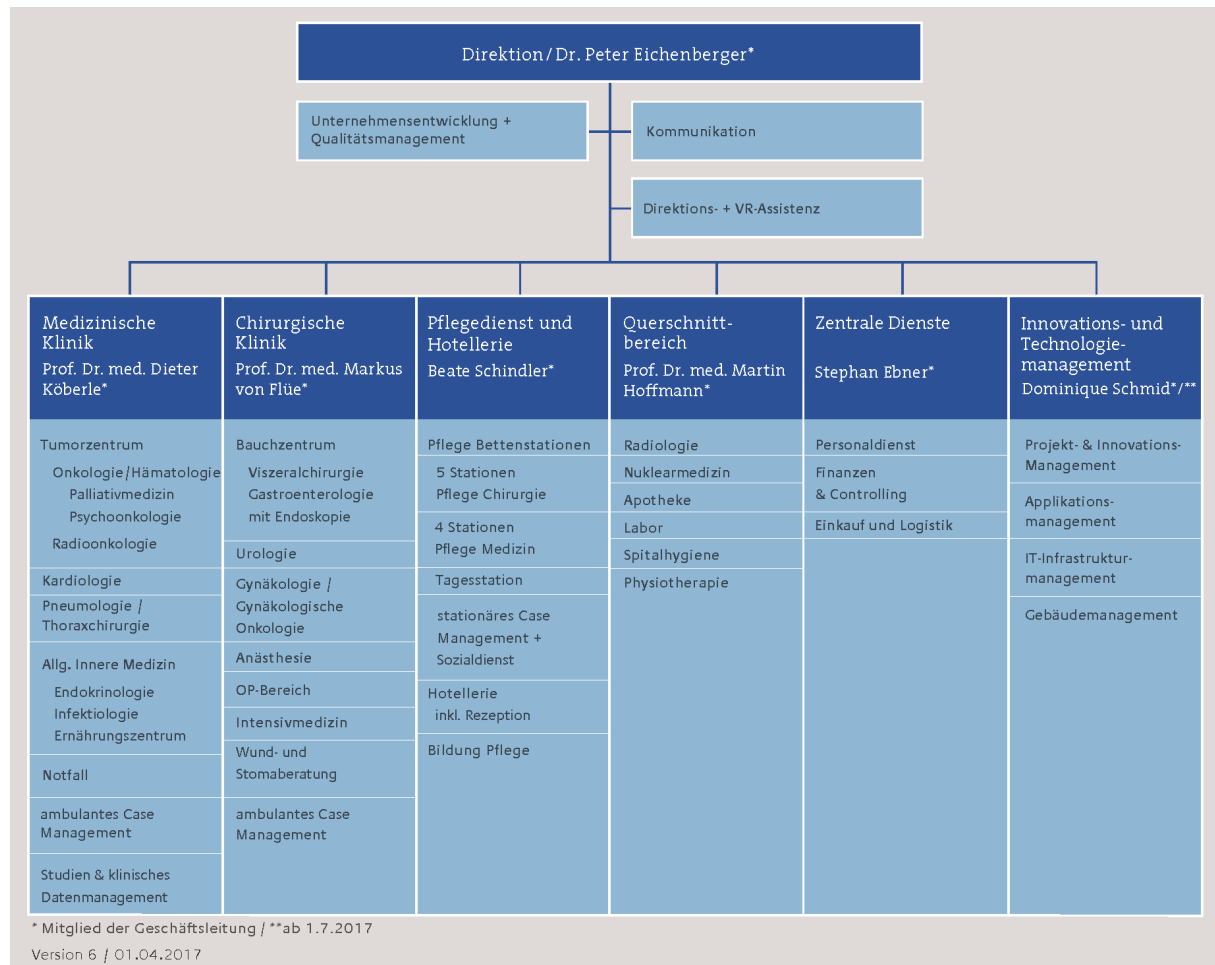 Direktion/Dr. Peter Eichenberger*
Unternehmensentwicklung +
Qualitätsmanagement
Kommunikation
Direktions- + VR-Assistenz
Medizinische
Klinik
Prof. Dr. med. Dieter
Köberle*
Tumorzentrum
Onkologie/Hämatologie
Palliativmedizin
Psychoonkologie
Radioonkologie
Kardiologie
Pneumologie /
Thoraxchirurgie
Allg. Innere Medizin
Endokrinologie
Infektiologie
Ernährungszentrum
Notfall
ambulantes Case
Management
Studien & klinisches
Datenmanagement
Chirurgische
Klinik
Prof. Dr. med. Markus
von Flüe*
Bauchzentrum
Viszeralchirurgie
Gastroenterologie
mit Endoskopie
Urologie
Gynäkologie /
Gynäkologische
Onkologie
Anästhesie
OP-Bereich
Intensivmedizin
Wund- und
Stomaberatung
ambulantes Case
Management
Pflegedienst und
Hotellerie
Beate Schindler*
Pflege Bettenstationen
5 Stationen
Pflege Chirurgie
4 Stationen
Pflege Medizin
Tagesstation
stationäres Case
Management +
Sozialdienst
Hotellerie
inkl. Rezeption
Bildung Pflege
Querschnitt-
bereich
Prof. Dr. med. Martin
Hoffmann*
Radiologie
Nuklearmedizin
Apotheke
Labor
Spitalhygiene
Physiotherapie
Zentrale Dienste
Stephan Ebner*
Personaldienst
Finanzen
& Controlling
Einkauf und Logistik
Innovations- und
Technologie-
management
Dominique Schmid*/**
Projekt- & Innovations-
Management
Applikations-
management
IT-Infrastruktur-
management
Gebäudemanagement
* Mitglied der Geschäftsleitung / **ab 1.7.2017
Version 6 / 01.04.2017